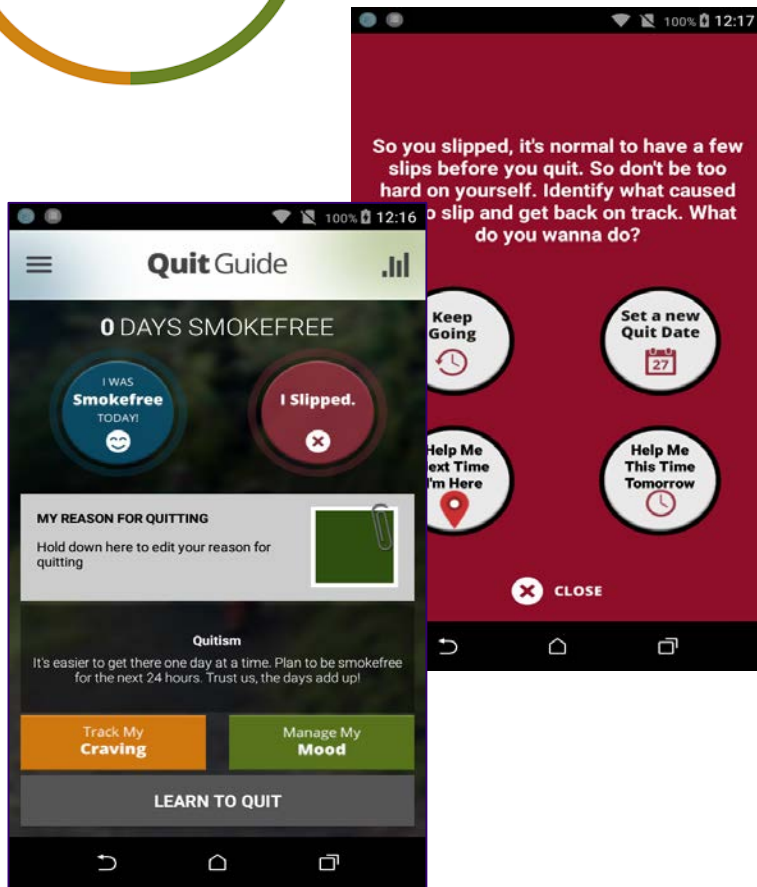 100% 12:17
So you slipped, it's normal to have a few
slips before you quit. So don't be too
hard on yourself. Identify what caused
o slip and get back on track. What
do you wanna do?
Keep
Going
Set a new
Quit Date
27
Help Me
ext Time
I'm Here
Help Me
This Time
Tomorrow
CLOSE
100% 12:16
Quit Guide
0 DAYS SMOKEFREE
I WAS
Smokefree
TODAY!
I Slipped.
MY REASON FOR QUITTING
Hold down here to edit your reason for
quitting
Quitism
It's easier to get there one day at a time. Plan to be smokefree
for the next 24 hours. Trust us, the days add up!
Track My
Craving
Manage My
Mood
LEARN TO QUIT